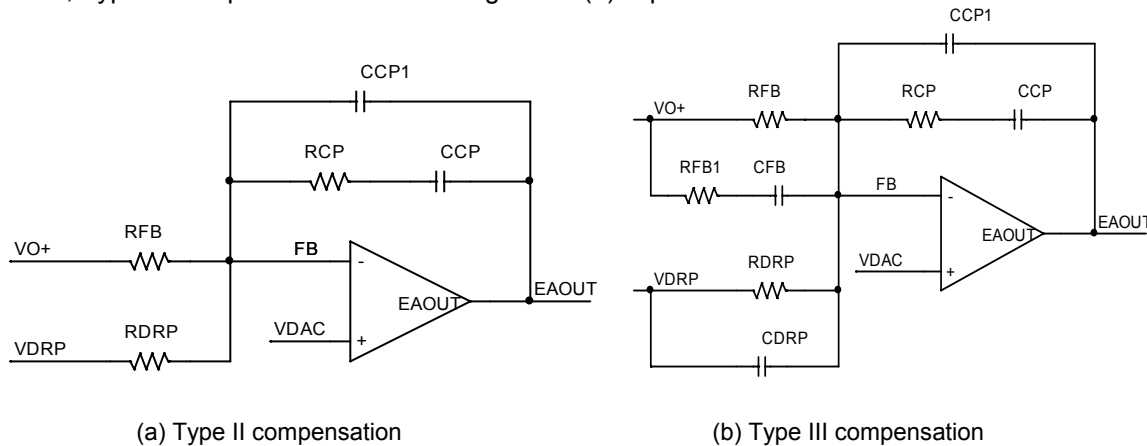 CCP1
RCP
CCP
VO+
RFB
FB
EAOUT
EAOUT
VDRP
RDRP
VDAC
-
+
(a) Type II compensation
CCP1
RFB
RCP
CCP
VO+
RFB1
CFB
FB
EAOUT
EAOUT
VDAC
-
+
VDRP
RDRP
CDRP
(b) Type III compensation